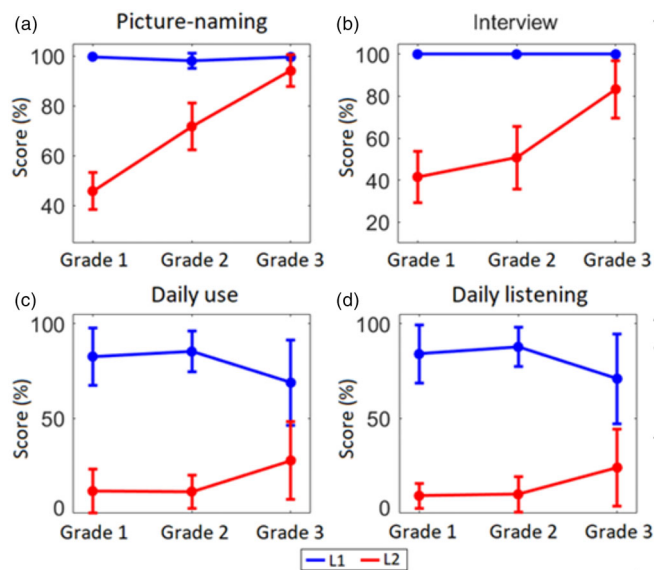 (a) Picture-naming
Score (%)
100
80
60
40
Grade 1 Grade 2 Grade 3
(b) Interview
Score (%)
100
80
60
40
20
Grade 1 Grade 2 Grade 3
(c) Daily use
Score (%)
100
50
0
Grade 1 Grade 2 Grade 3
(d) Daily listening
Score (%)
100
50
0
Grade 1 Grade 2 Grade 3
L1 L2